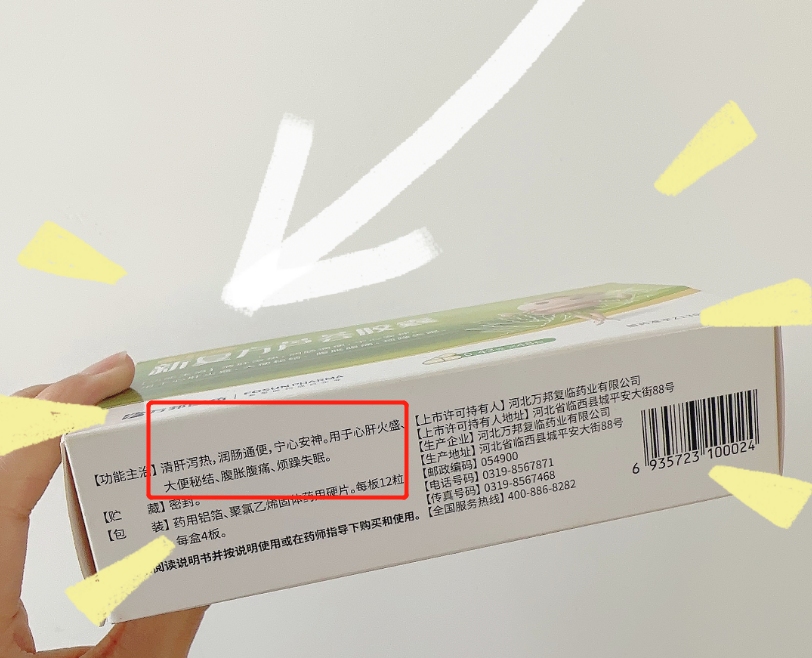 新复方芦荟胶囊
EDSUN PHARMA
【功能主治】清肝泻热，润肠通便，宁心安神。用于心肝火盛、
大便秘结、腹胀腹痛、烦躁失眠。
【贮 藏】密封。
【包 装】药用铝箔、聚氯乙烯固体药用硬片。每板12粒
每盒4板。
阅读说明书并按说明使用或在药师指导下购买和使用。
【上市许可持有人】河北万邦复临药业有限公司
【上市许可持有人地址】河北省临西县城平安大街88号
【生产企业】河北万邦复临药业有限公司
【生产地址】河北省临西县城平安大街88号
【邮政编码】054900
【电话号码】0319-8567871
【传真号码】0319-8567468
【全国服务热线】400-886-8282
6 935723 100024